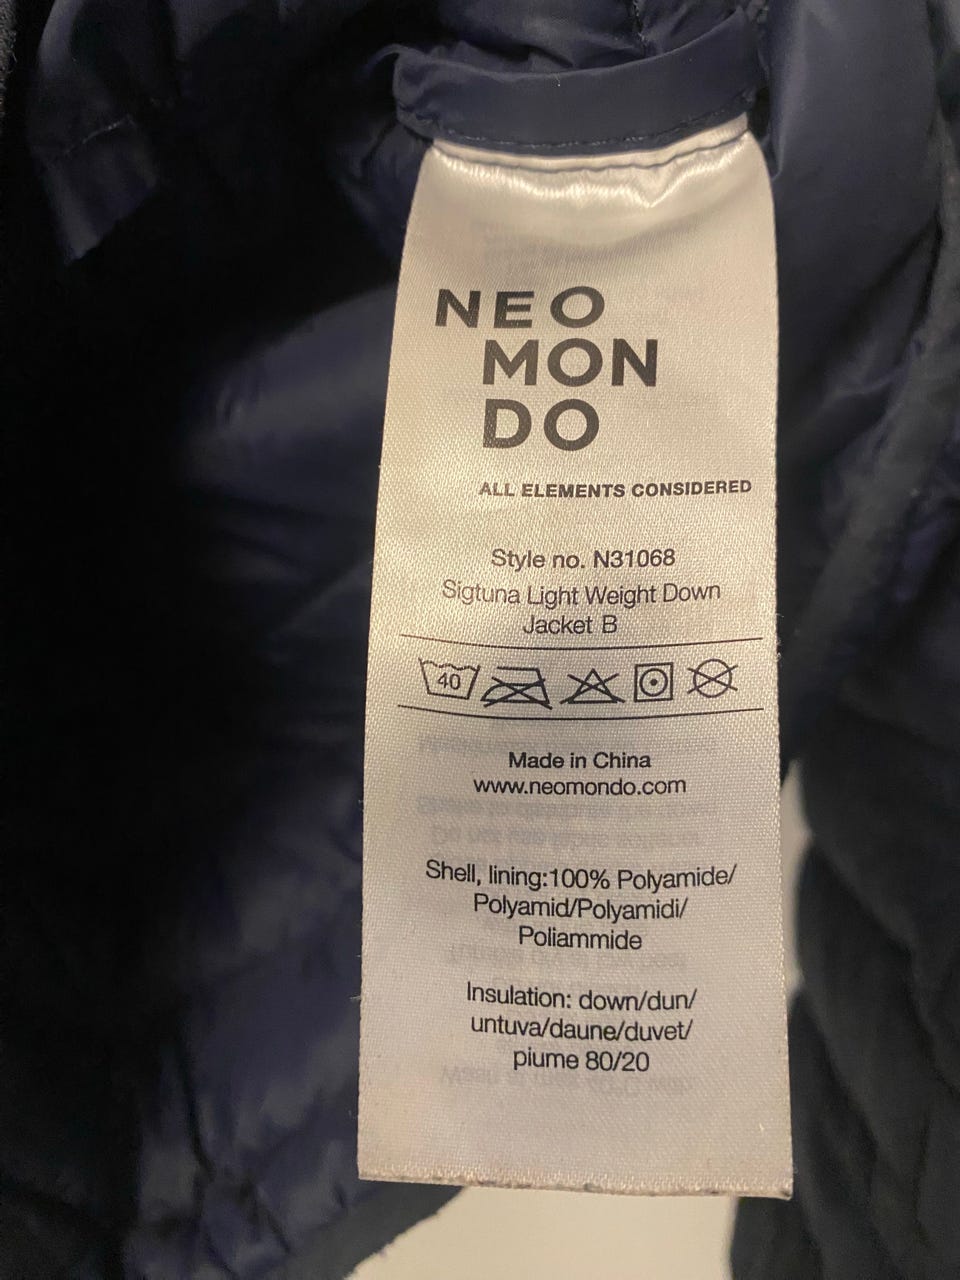 NEO
MON
DO
ALL ELEMENTS CONSIDERED
Style no. N31068
Sigtuna Light Weight Down
Jacket B
40
Made in China
www.neomondo.com
Shell, lining:100% Polyamide/
Polyamid/Polyamidi/
Poliammide
Insulation: down/dun/
untuva/daune/duvet/
piume 80/20